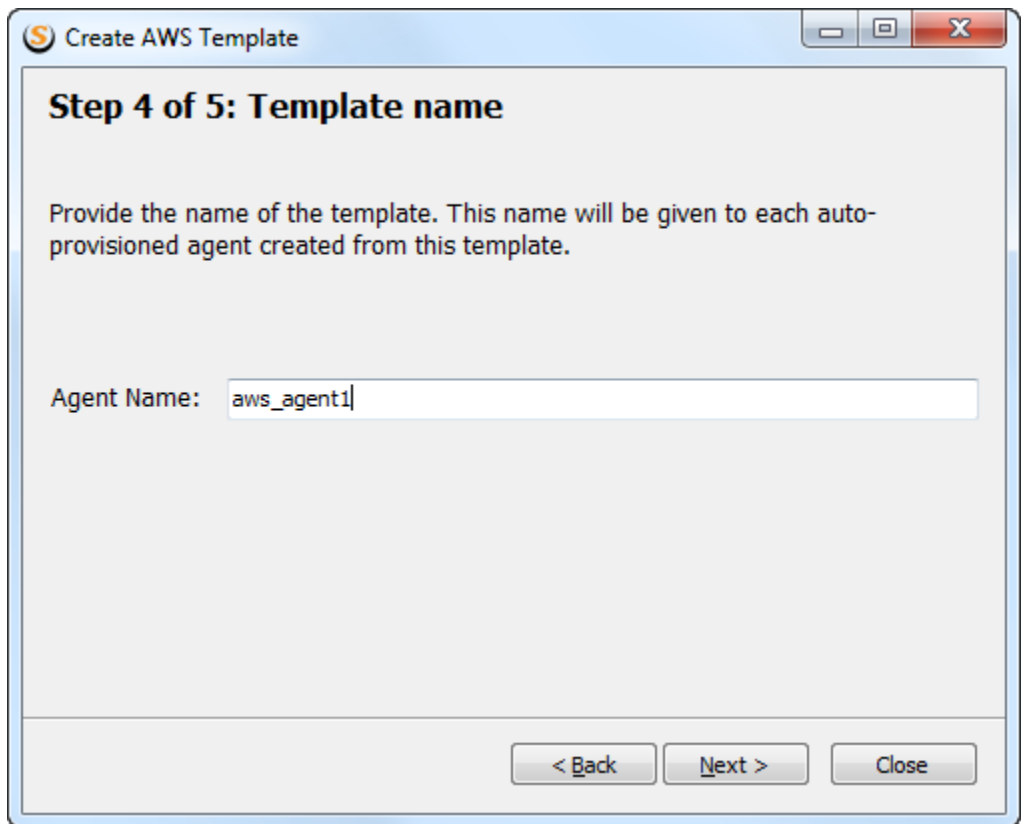 Create AWS Template
Step 4 of 5: Template name
Provide the name of the template. This name will be given to each auto-
provisioned agent created from this template.
Agent Name: aws_agent1
< Back Next > Close